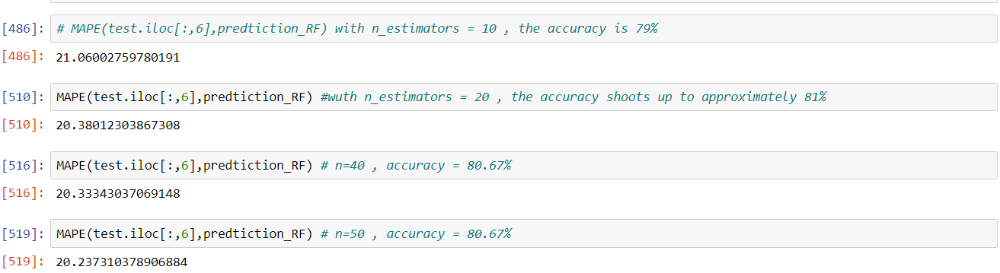 [486]: # MAPE(test.iloc[:,6],predtiction_RF) with n_estimators = 10 , the accuracy is 79%
[486]: 21.06002759780191
[510]: MAPE(test.iloc[:,6],predtiction_RF) #wuth n_estimators = 20 , the accuracy shoots up to approximately 81%
[510]: 20.38012303867308
[516]: MAPE(test.iloc[:,6],predtiction_RF) # n=40 , accuracy = 80.67%
[516]: 20.33343037069148
[519]: MAPE(test.iloc[:,6],predtiction_RF) # n=50 , accuracy = 80.67%
[519]: 20.237310378906884